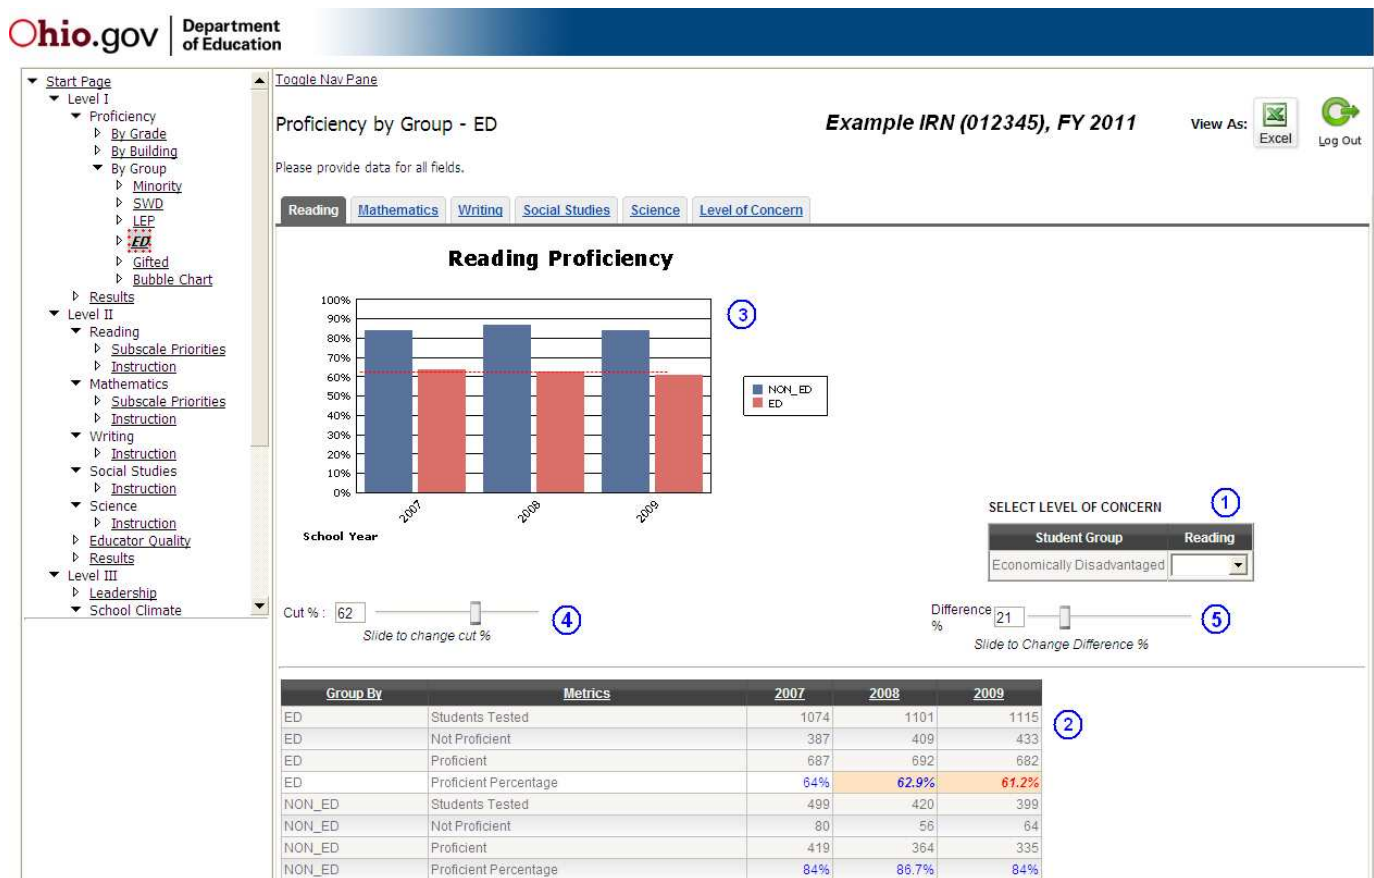 Ohio.gov Department of Education
Start Page
Level I
Proficiency
By Grade
By Building
By Group
Minority
SWD
LEP
ED
Gifted
Bubble Chart
Results
Level II
Reading
Subscale Priorities
Instruction
Mathematics
Subscale Priorities
Instruction
Writing
Instruction
Social Studies
Instruction
Science
Instruction
Educator Quality
Results
Level III
Leadership
School Climate
Toggle Nav Pane
Proficiency by Group - ED Example IRN (012345), FY 2011 View As: Excel Log Out
Please provide data for all fields.
Reading Mathematics Writing Social Studies Science Level of Concern
Reading Proficiency
3
100%
90%
80%
70%
60%
50%
40%
30%
20%
10%
0%
2007 2008 2009
School Year
NON_ED
ED
SELECT LEVEL OF CONCERN 1
Student Group Reading
Economically Disadvantaged
Cut % : 62 4
Slide to change cut %
Difference % 21 5
Slide to Change Difference %
Group By Metrics 2007 2008 2009
2
ED Students Tested 1074 1101 1115
ED Not Proficient 387 409 433
ED Proficient 687 692 682
ED Proficient Percentage 64% 62.9% 61.2%
NON_ED Students Tested 499 420 399
NON_ED Not Proficient 80 56 64
NON_ED Proficient 419 364 335
NON_ED Proficient Percentage 84% 86.7% 84%